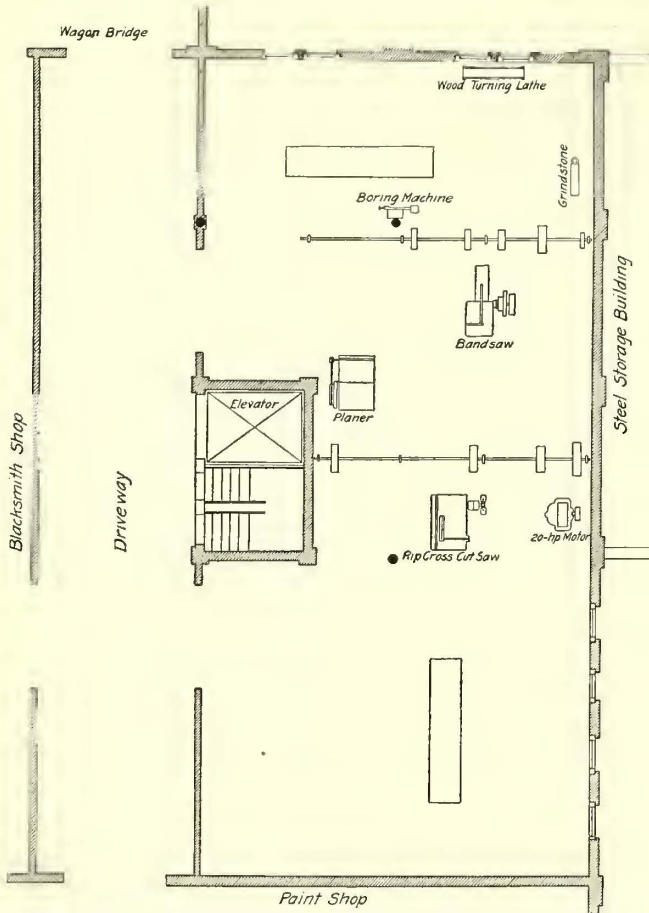 Wagon Bridge
Wood Turning Lathe
Grindstone
Boring Machine
Steel Storage Building
Bandsaw
Elevator
Planer
Blacksmith Shop
Driveway
20-hp Motor
Rip Cross Cut Saw
Paint Shop